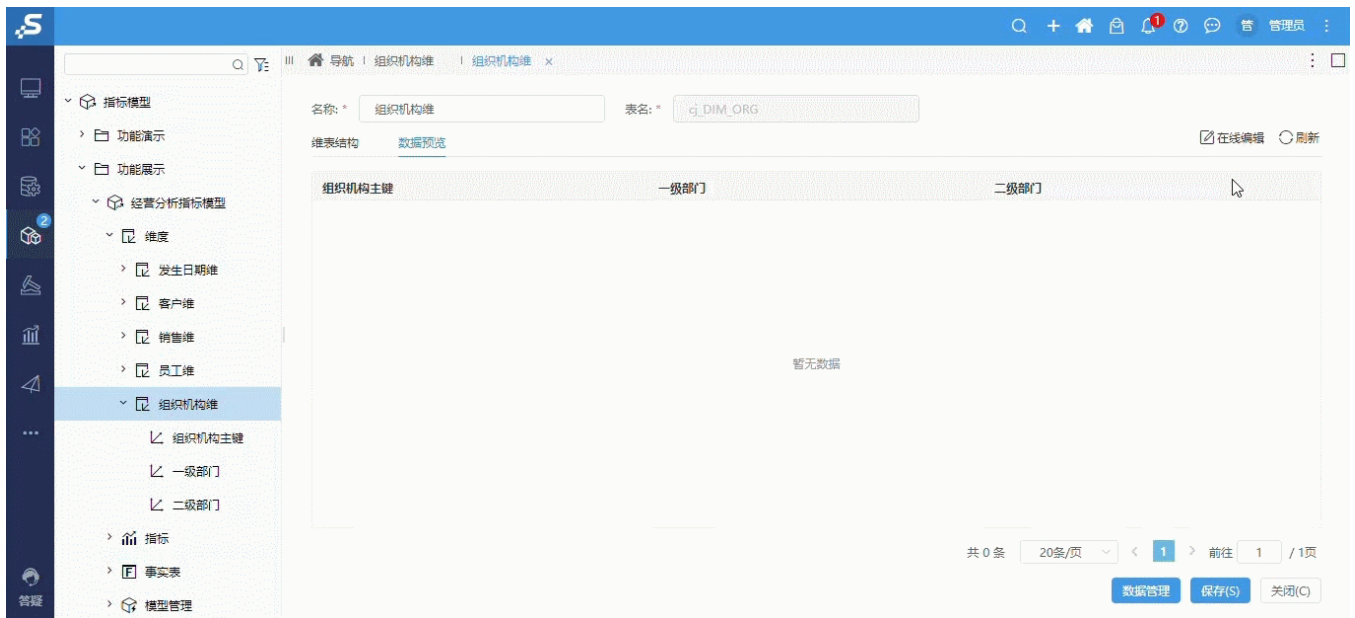 S
1
管 管理员
导航 组织机构维 组织机构维 ×
指标模型
名称: * 组织机构维 表名: * cj_DIM_ORG
功能演示
维表结构 数据预览 在线编辑 刷新
功能展示
组织机构主键 一级部门 二级部门
经营分析指标模型
2
维度
发生日期维
客户维
销售维
暂无数据
员工维
组织机构维
组织机构主键
一级部门
二级部门
指标
共 0 条 20条/页 1 前往 1 / 1页
F 事实表
数据管理 保存(S) 关闭(C)
答疑
模型管理